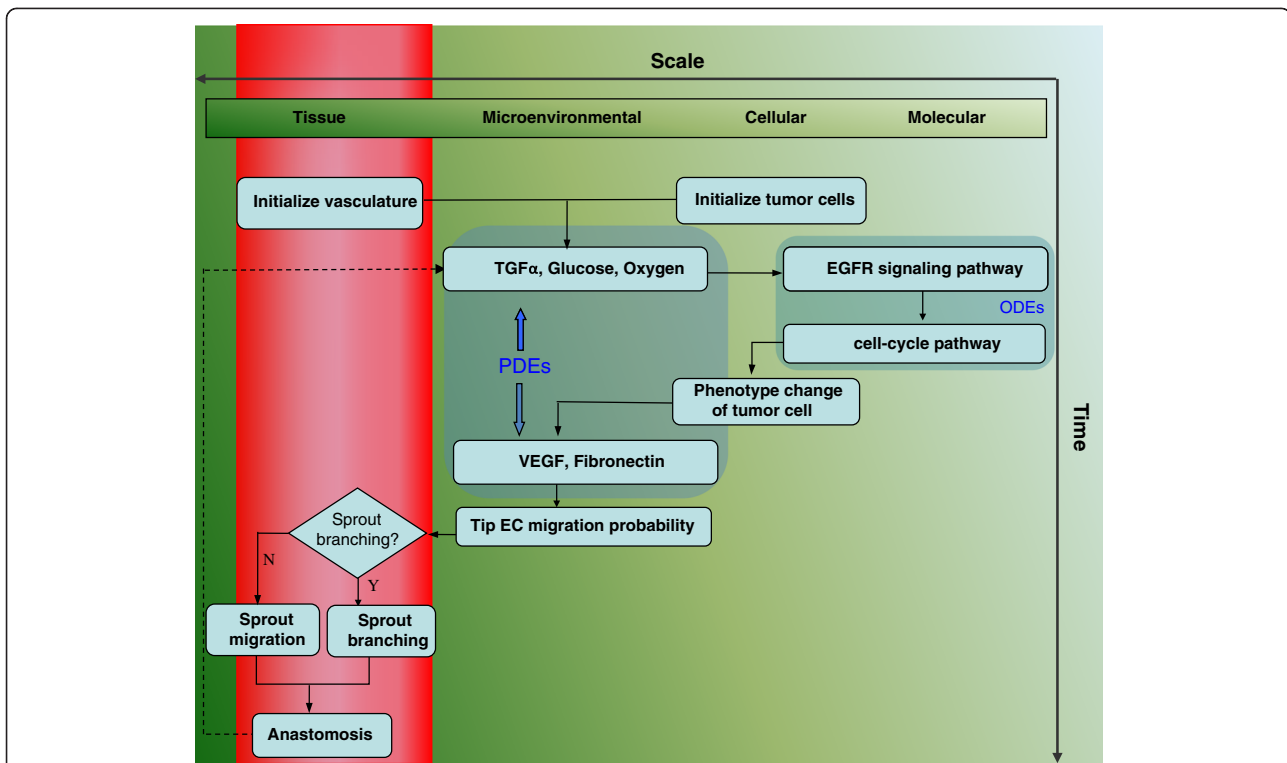 Scale
Tissue Microenvironmental Cellular Molecular
Initialize vasculature
Initialize tumor cells
TGFα, Glucose, Oxygen
EGFR signaling pathway
ODEs
cell-cycle pathway
PDEs
Phenotype change
of tumor cell
Time
VEGF, Fibronectin
Tip EC migration probability
Sprout
branching?
N
Y
Sprout
migration
Sprout
branching
Anastomosis